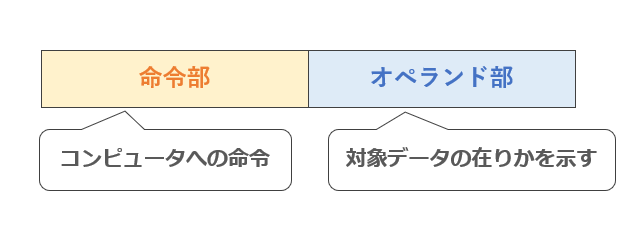 命令部
オペランド部
コンピュータへの命令
対象データの在りかを示す